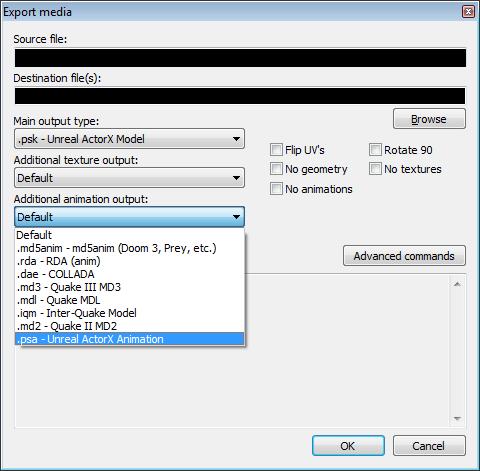 Export media
Source file:
Destination file(s):
Browse
Main output type:
.psk - Unreal ActorX Model
Flip UV's
Rotate 90
Additional texture output:
No geometry
No textures
Default
No animations
Additional animation output:
Default
Default
.md5anim - md5anim (Doom 3, Prey, etc.)
Advanced commands
.rda - RDA (anim)
.dae - COLLADA
.md3 - Quake III MD3
.mdl - Quake MDL
.iqm - Inter-Quake Model
.md2 - Quake II MD2
.psa - Unreal ActorX Animation
OK
Cancel